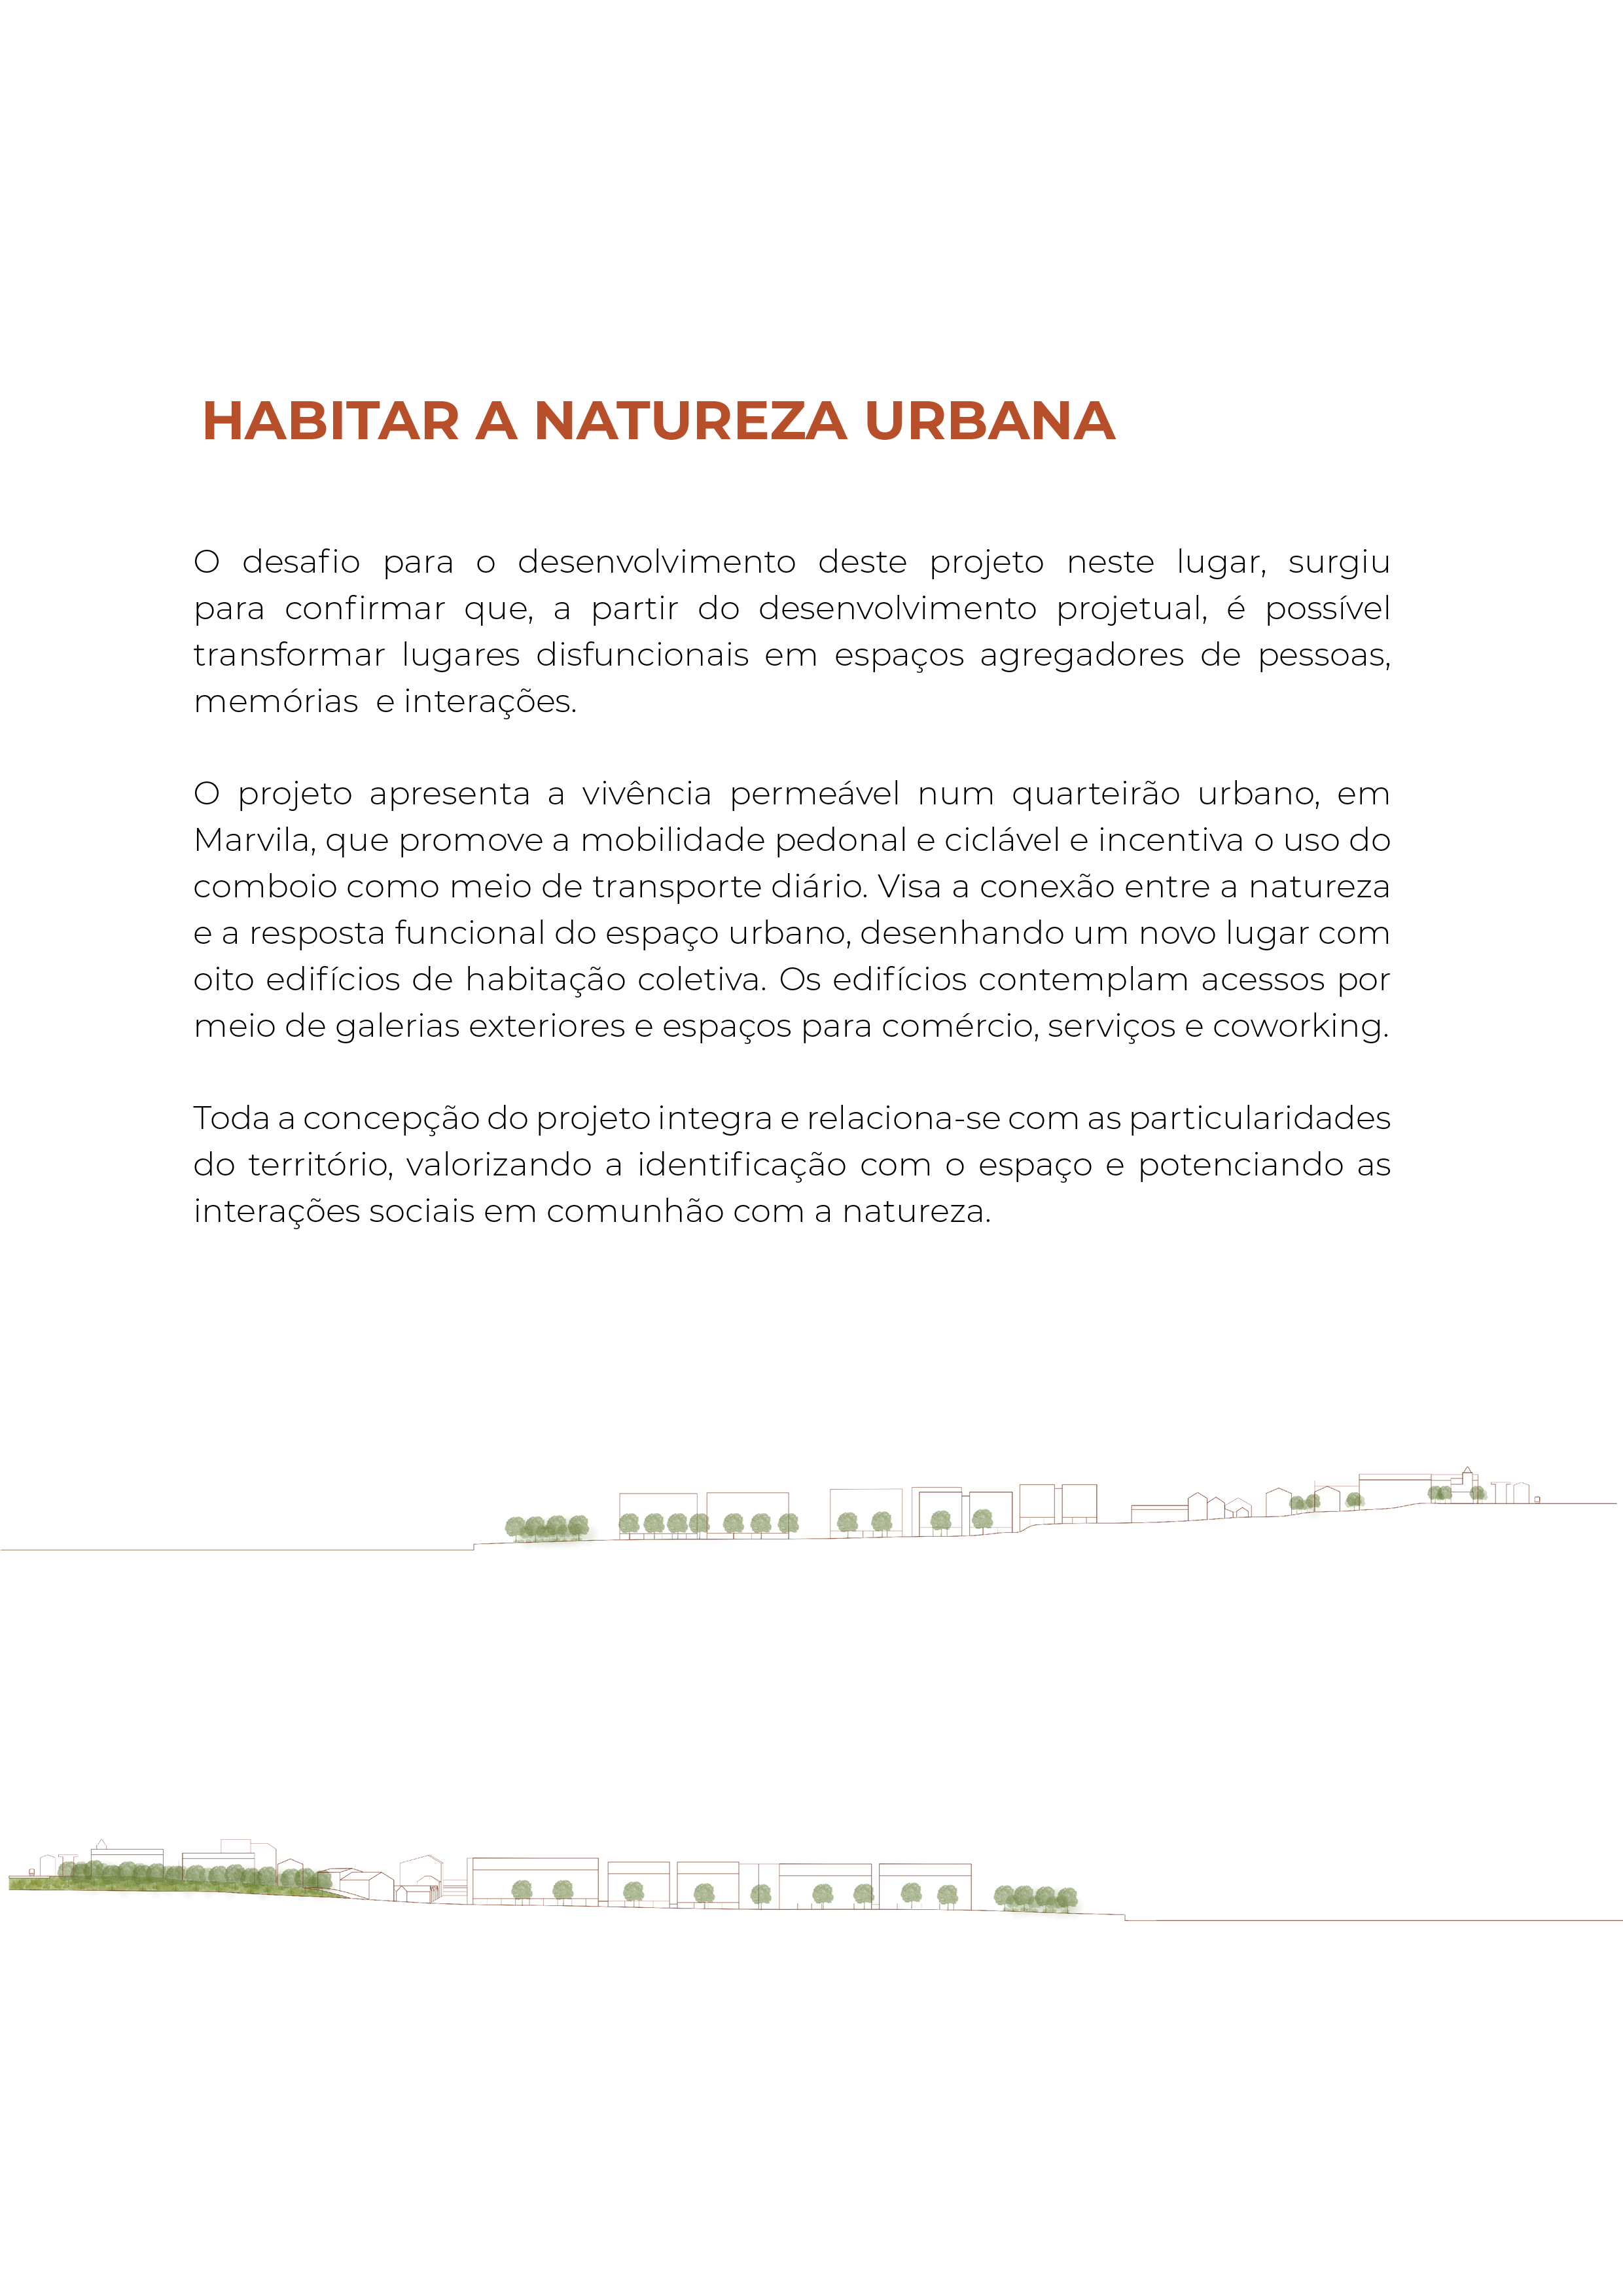 HABITAR A NATUREZA URBANA
O desafio para o desenvolvimento deste projeto neste lugar, surgiu
para confirmar que, a partir do desenvolvimento projetual, é possível
transformar lugares disfuncionais em espaços agregadores de pessoas,
memórias  e interações.
O projeto apresenta a vivência permeável num quarteirão urbano, em
Marvila, que promove a mobilidade pedonal e ciclável e incentiva o uso do
comboio como meio de transporte diário. Visa a conexão entre a natureza
e a resposta funcional do espaço urbano, desenhando um novo lugar com
oito edifícios de habitação coletiva. Os edifícios contemplam acessos por
meio de galerias exteriores e espaços para comércio, serviços e coworking.
Toda a concepção do projeto integra e relaciona-se com as particularidades
do território, valorizando a identificação com o espaço e potenciando as
interações sociais em comunhão com a natureza.